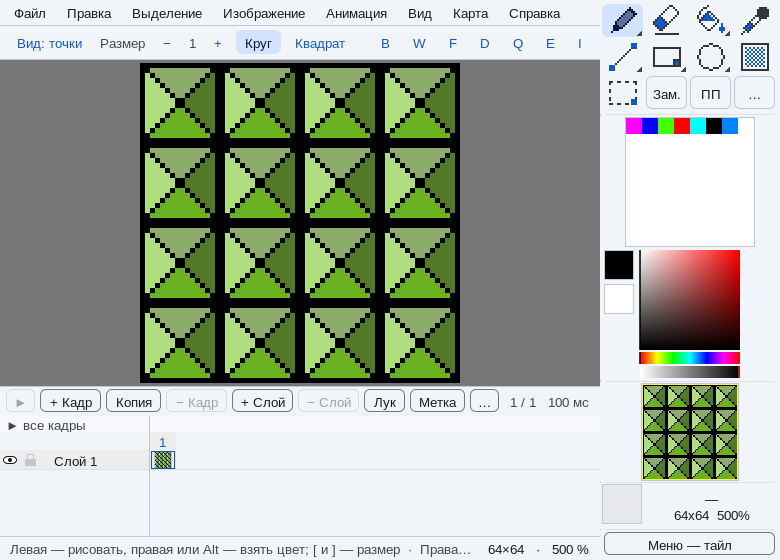 Файл Правка Выделение Изображение Анимация Вид Карта Справка
Вид: точки Размер − 1 + Круг Квадрат B W F D Q E I
Зам. ПП ...
► + Кадр Копия − Кадр + Слой − Слой Лук Метка ... 1 / 1 100 мс
► все кадры
1
Слой 1
—
64x64 500%
Меню — тайл
Левая — рисовать, правая или Alt — взять цвет; [ и ] — размер · Права… 64×64 · 500 %